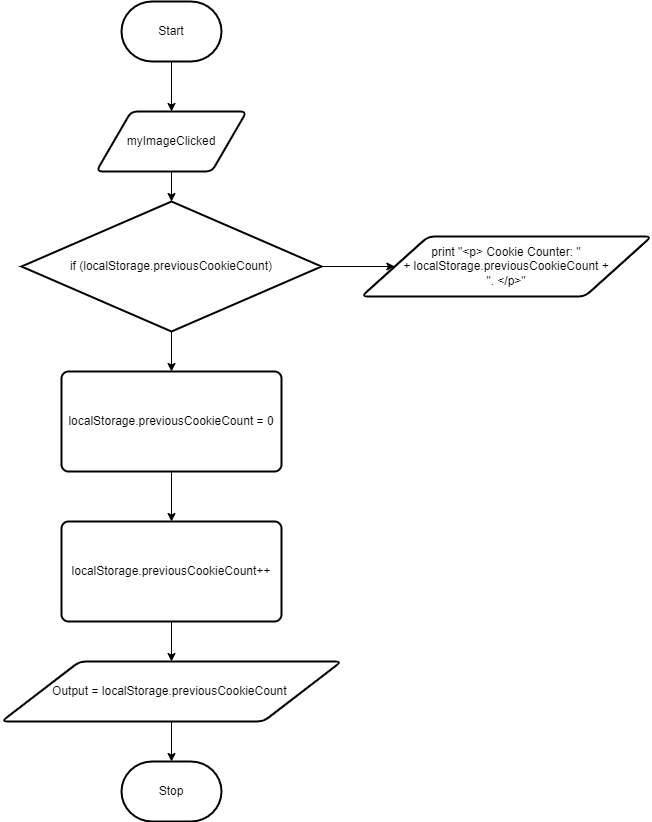 Start
myImageClicked
if (localStorage.previousCookieCount)
print "<p> Cookie Counter: "
+ localStorage.previousCookieCount +
". </p>"
localStorage.previousCookieCount = 0
localStorage.previousCookieCount++
Output = localStorage.previousCookieCount
Stop